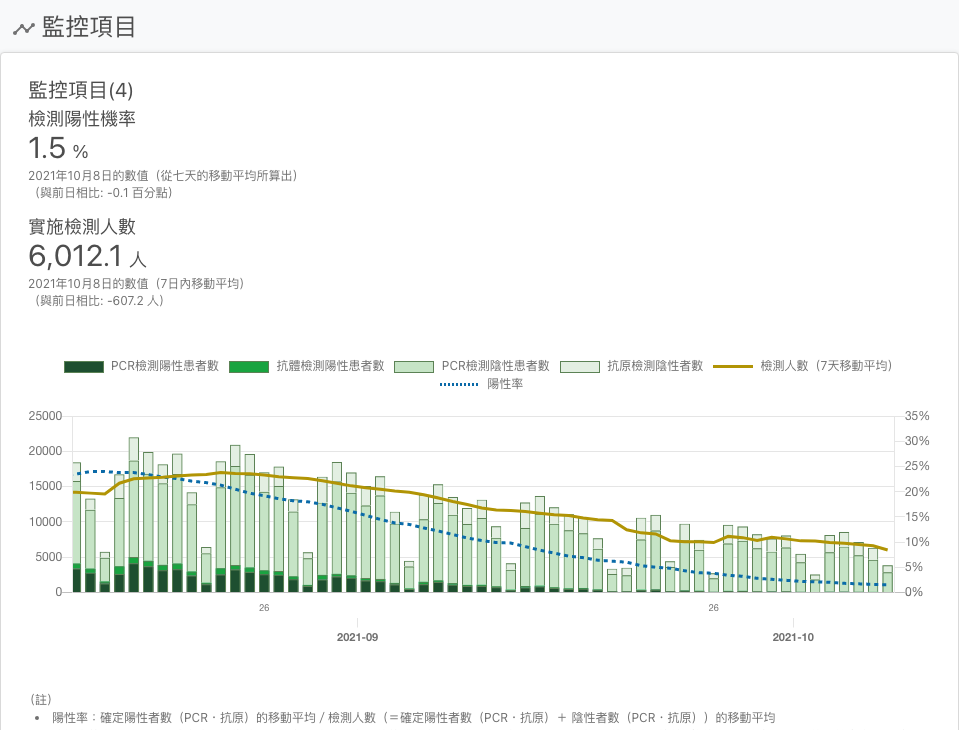 監控項目
監控項目(4)
檢測陽性機率
1.5 %
2021年10月8日的數值（從七天的移動平均所算出）
（與前日相比: -0.1 百分點）
實施檢測人數
6,012.1 人
2021年10月8日的數值（7日內移動平均）
（與前日相比: -607.2 人）
PCR檢測陽性患者數 抗體檢測陽性患者數 PCR檢測陰性患者數 抗原檢測陰性者數 檢測人數（7天移動平均）
陽性率
25000 35%
30%
20000
25%
15000 20%
15%
10000
10%
5000
5%
0 0%
26 26
2021-09 2021-10
（註）
• 陽性率：確定陽性者數（PCR・抗原）的移動平均 / 檢測人數（＝確定陽性者數（PCR・抗原）＋ 陰性者數（PCR・抗原））的移動平均